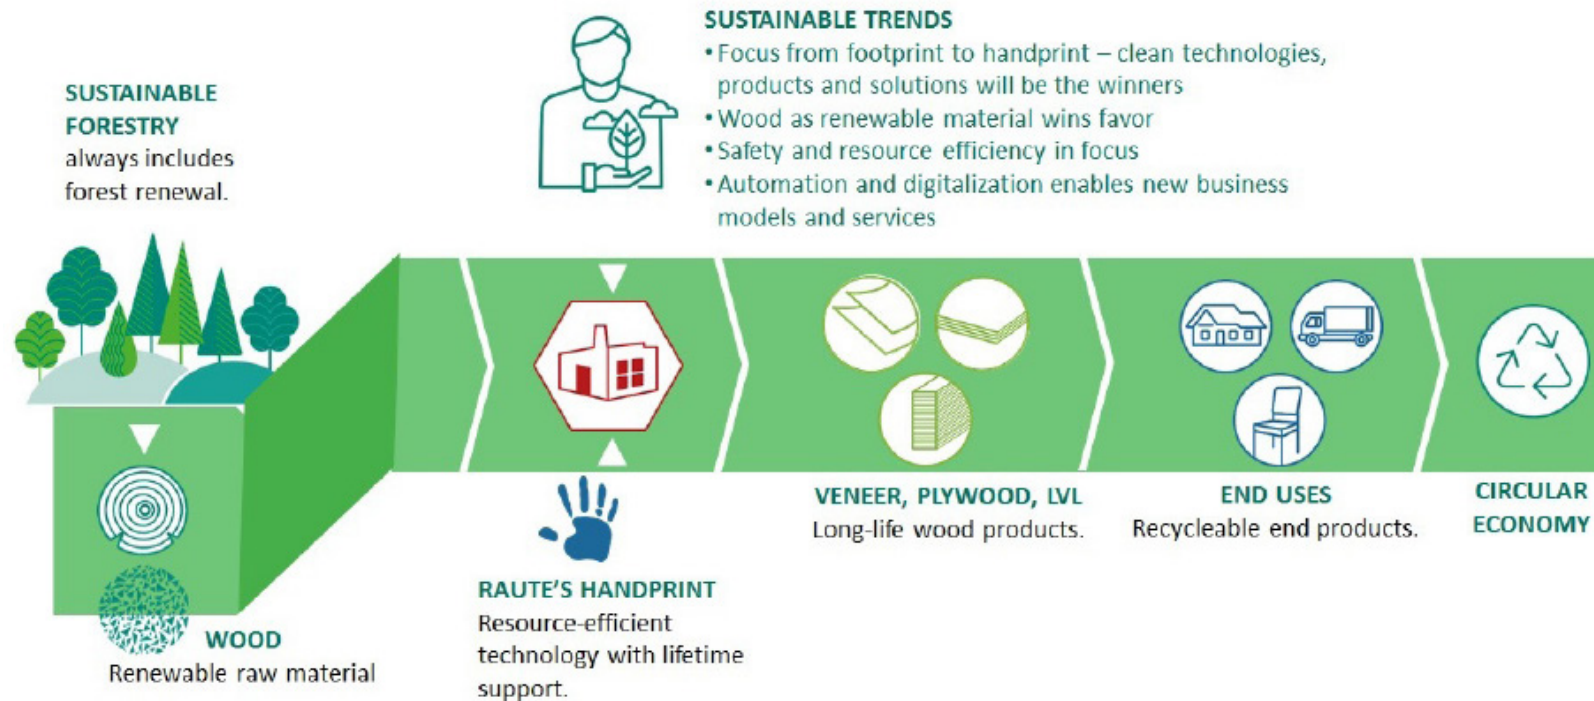 SUSTAINABLE TRENDS
• Focus from footprint to handprint – clean technologies,
products and solutions will be the winners
• Wood as renewable material wins favor
• Safety and resource efficiency in focus
• Automation and digitalization enables new business
models and services
SUSTAINABLE
FORESTRY
always includes
forest renewal.
WOOD
Renewable raw material
RAUTE'S HANDPRINT
Resource-efficient
technology with lifetime
support.
VENEER, PLYWOOD, LVL
Long-life wood products.
END USES
Recycleable end products.
CIRCULAR
ECONOMY